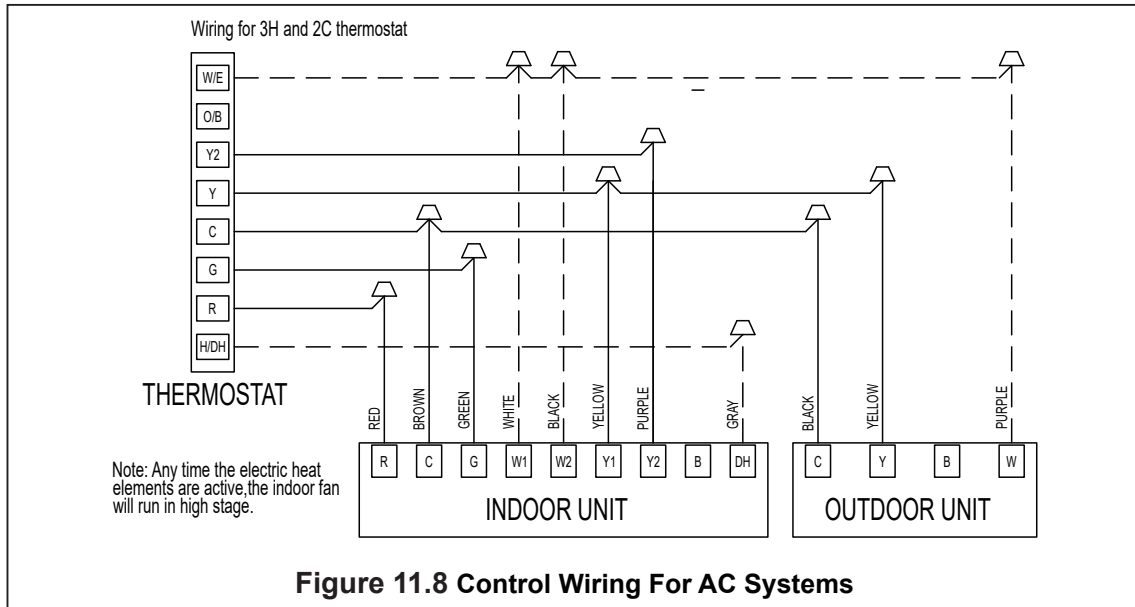 Wiring for 3H and 2C thermostat
W/E
O/B
Y2
Y
C
G
R
H/DH
THERMOSTAT
RED
BROWN
GREEN
WHITE
BLACK
YELLOW
PURPLE
GRAY
BLACK
YELLOW
PURPLE
R C G W1 W2 Y1 Y2 B DH
C Y B W
INDOOR UNIT
OUTDOOR UNIT
Note: Any time the electric heat
elements are active,the indoor fan
will run in high stage.
Figure 11.8 Control Wiring For AC Systems